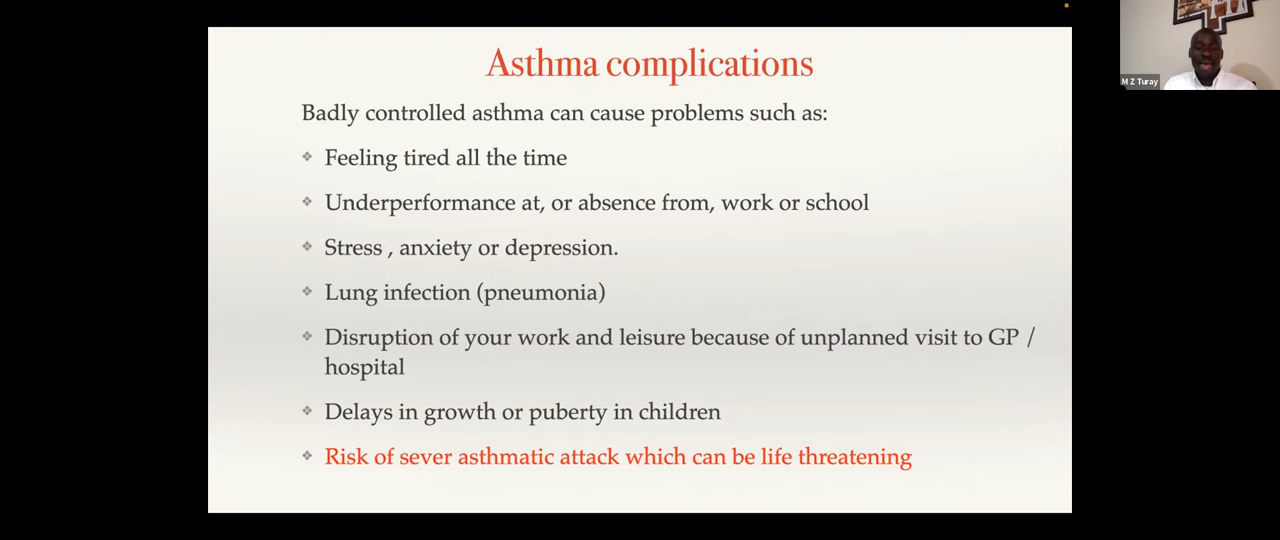 Asthma complications
Badly controlled asthma can cause problems such as:
Feeling tired all the time
Underperformance at, or absence from, work or school
Stress , anxiety or depression.
Lung infection (pneumonia)
Disruption of your work and leisure because of unplanned visit to GP /
hospital
Delays in growth or puberty in children
Risk of sever asthmatic attack which can be life threatening
M Z Turay